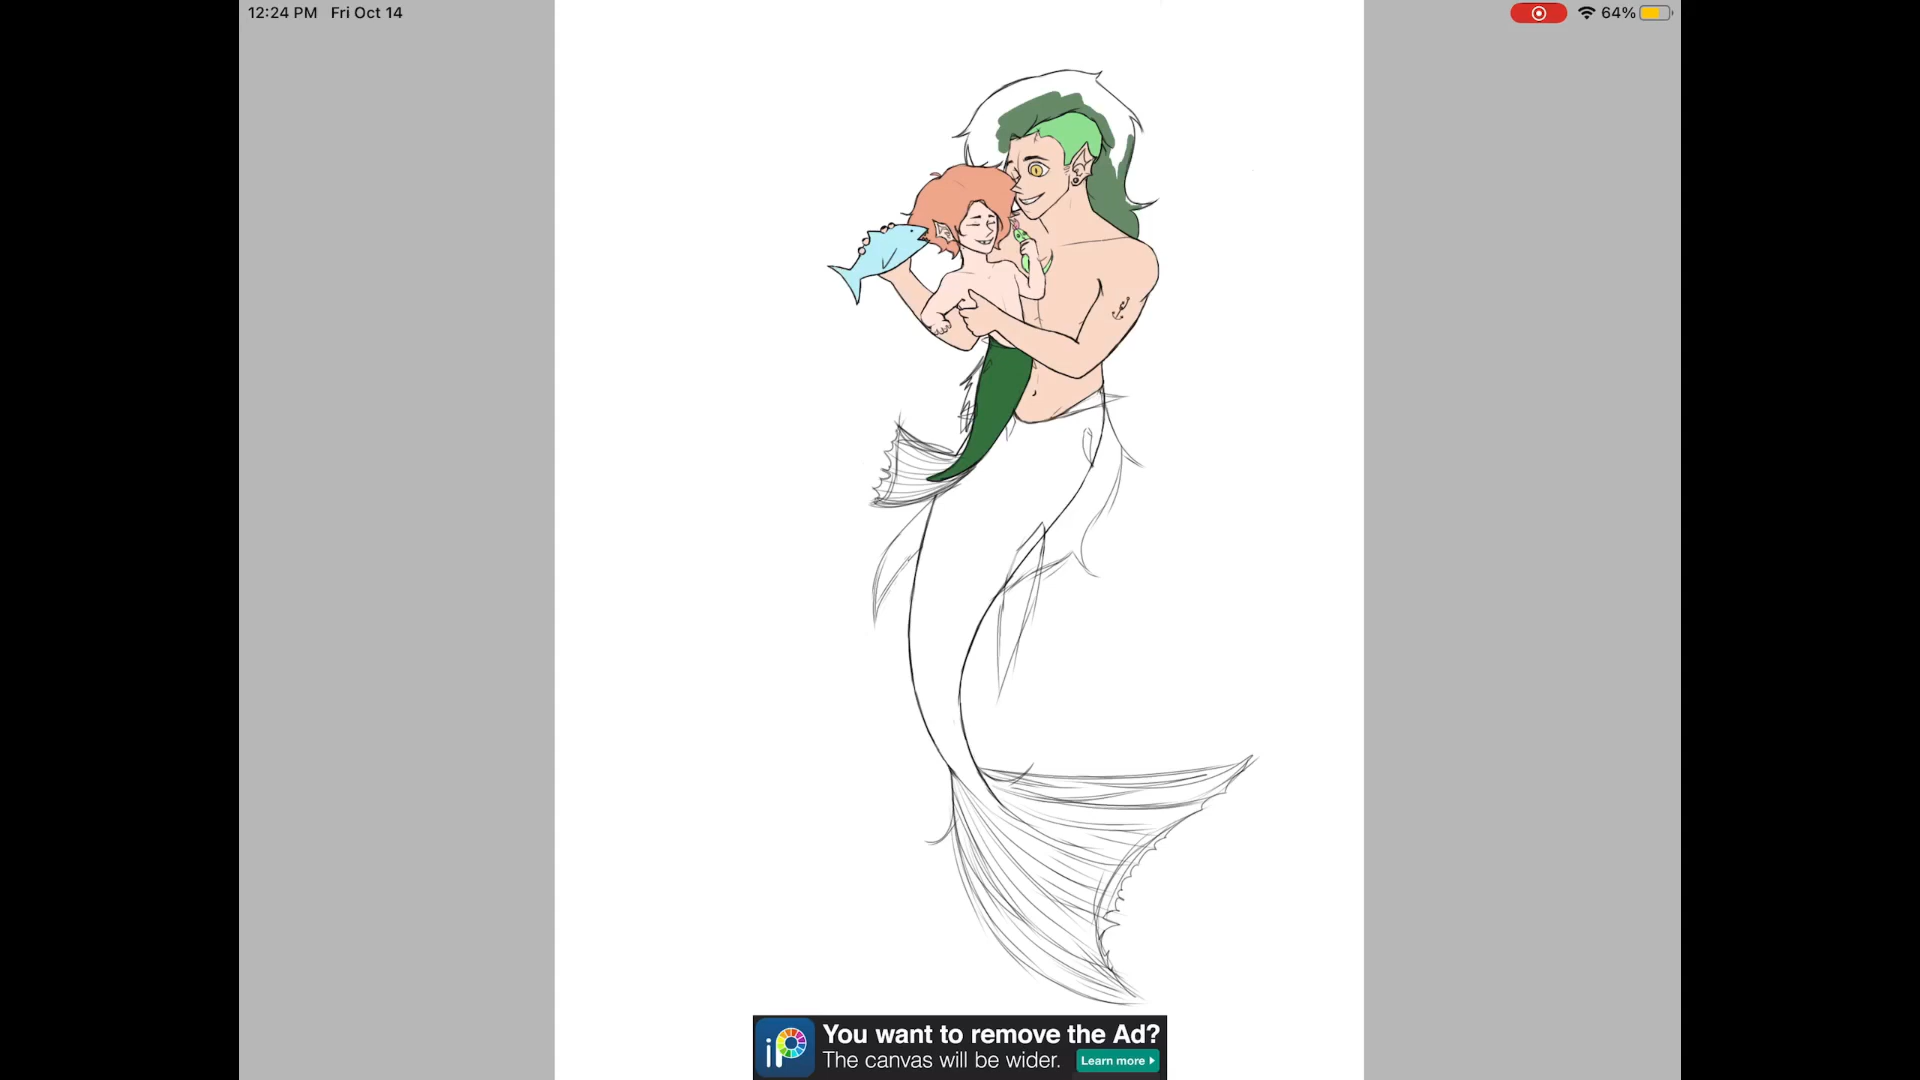 12:24 PM Fri Oct 14
64%
iP
You want to remove the Ad?
The canvas will be wider.
Learn more